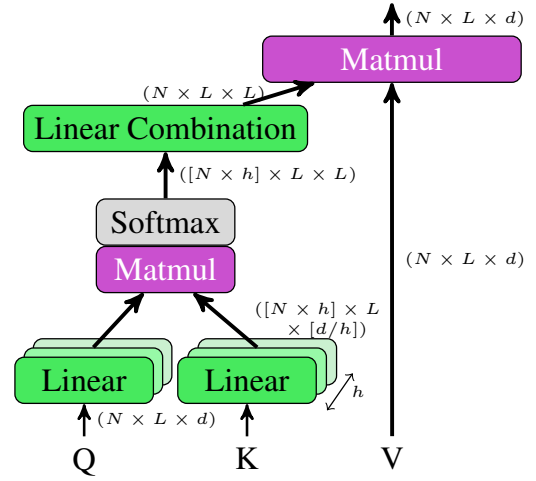 (N × L × d)
Matmul
(N × L × L)
Linear Combination
([N × h] × L × L)
Softmax
Matmul
(N × L × d)
([N × h] × L
× [d/h])
Linear
Linear
h
(N × L × d)
Q
K
V